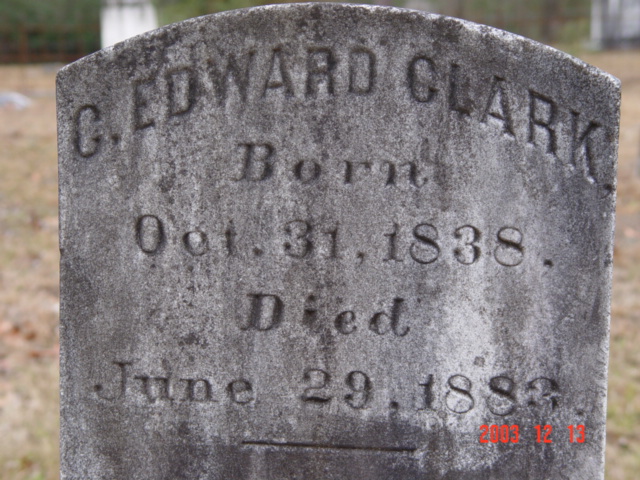 C. EDWARD CLARK.
Born
Oct. 31, 1838.
Died
June 29, 1883.
2003 12 13